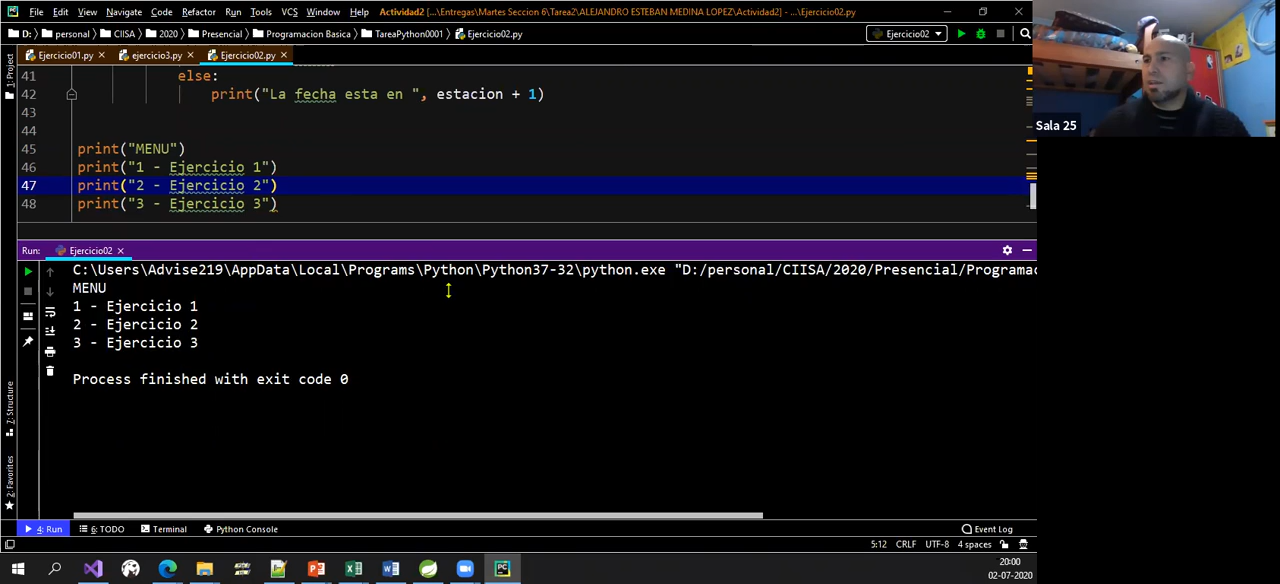 File Edit View Navigate Code Refactor Run Tools VCS Window Help Actividad2 [...\Entregas\Martes Seccion 6\Tarea2\ALEJANDRO ESTEBAN MEDINA LOPEZ\Actividad2] - ...\Ejercicio02.py
D: personal CIISA 2020 Presencial Programacion Basica TareaPython0001 Ejercicio02.py Ejercicio02
Ejercicio01.py ejercicio3.py Ejercicio02.py
1: Project
41 else:
42 print("La fecha esta en ", estacion + 1)
43
44
45 print("MENU")
46 print("1 - Ejercicio 1")
47 print("2 - Ejercicio 2")
48 print("3 - Ejercicio 3")
Sala 25
Run: Ejercicio02
C:\Users\Advise219\AppData\Local\Programs\Python\Python37-32\python.exe "D:/personal/CIISA/2020/Presencial/Programac
MENU
1 - Ejercicio 1
2 - Ejercicio 2
3 - Ejercicio 3
Process finished with exit code 0
7: Structure
2: Favorites
4: Run 6: TODO Terminal Python Console Event Log
5:12 CRLF UTF-8 4 spaces
20:00
02-07-2020